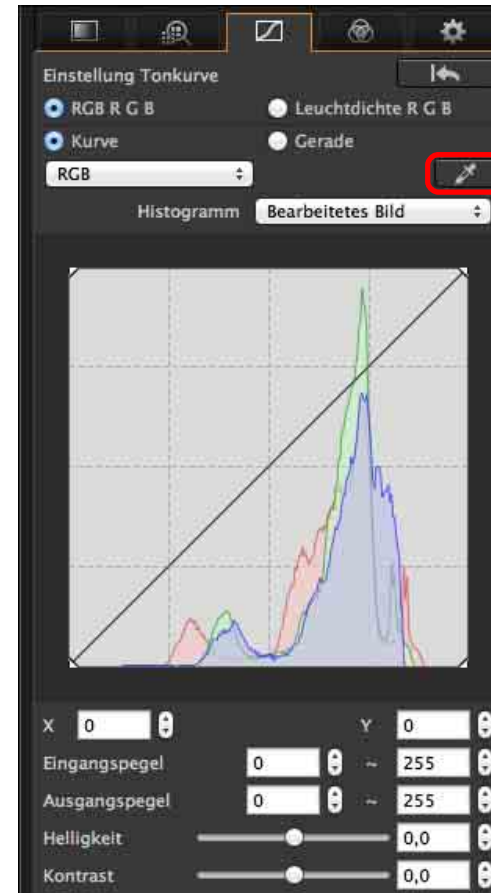 Einstellung Tonkurve
RGB R G B Leuchtdichte R G B
Kurve Gerade
RGB
Histogramm Bearbeitetes Bild
X 0 Y 0
Eingangspegel 0 ~ 255
Ausgangspegel 0 ~ 255
Helligkeit 0,0
Kontrast 0,0